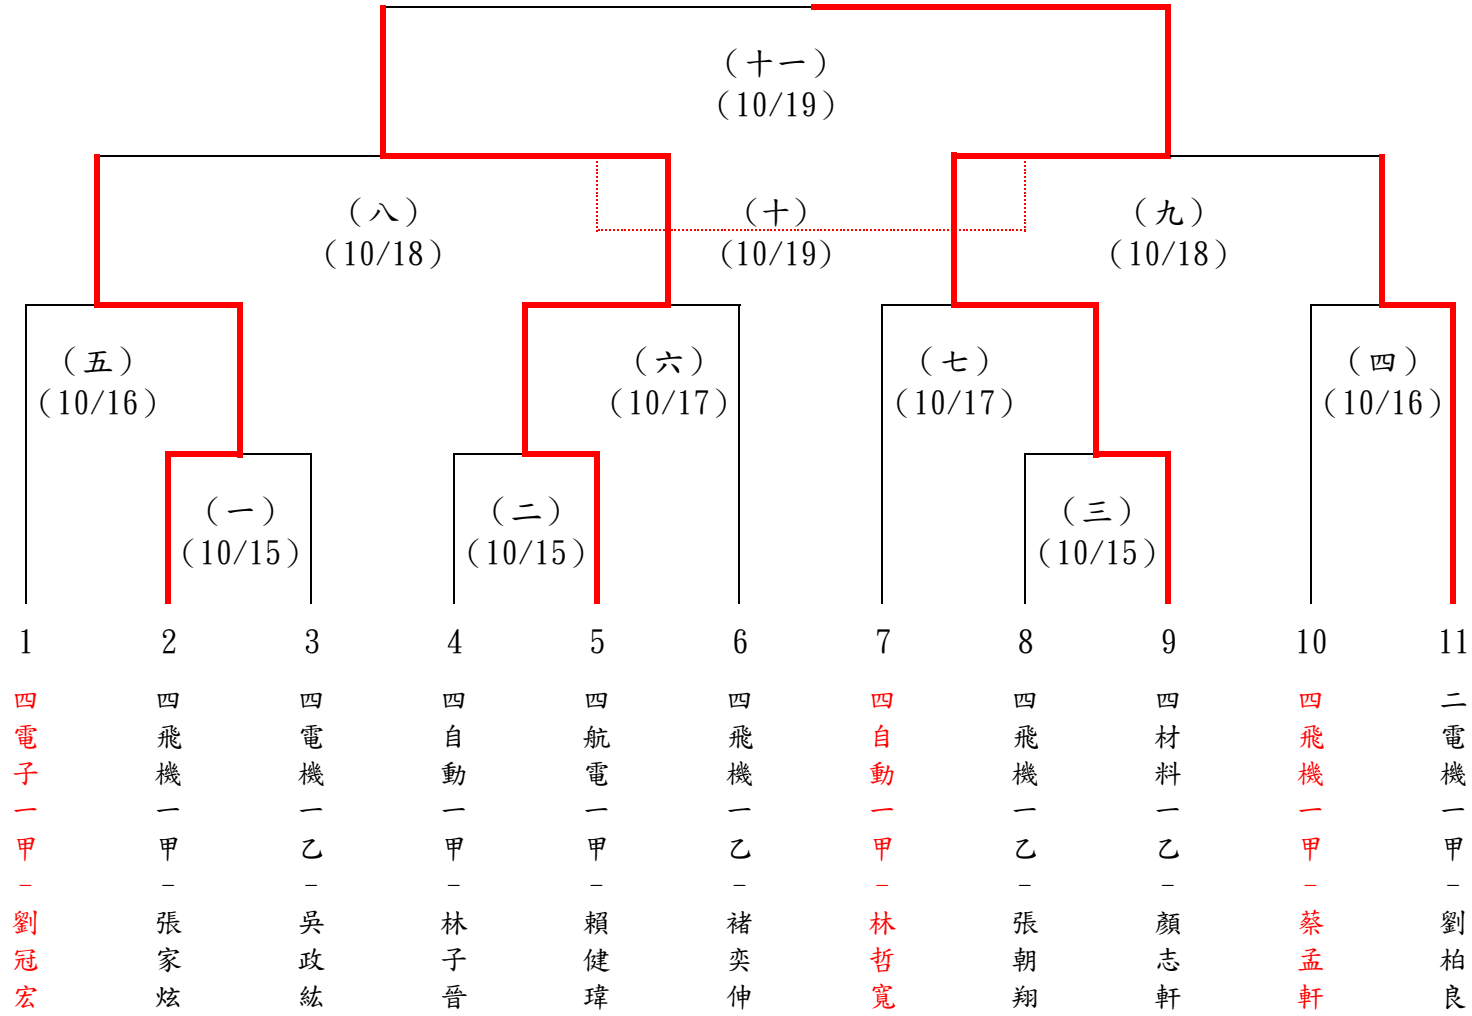 （十一）
（10/19）
（八）
（10/18）
（十）
（10/19）
（九）
（10/18）
（五）
（10/16）
（六）
（10/17）
（七）
（10/17）
（四）
（10/16）
（一）
（10/15）
（二）
（10/15）
（三）
（10/15）
1
2
3
4
5
6
7
8
9
10
11
四電子一甲-劉冠宏
四飛機一甲-張家炫
四電機一乙-吳政紘
四自動一甲-林子晉
四航電一甲-賴健瑋
四飛機一乙-褚奕伸
四自動一甲-林哲寬
四飛機一乙-張朝翔
四材料一乙-顏志軒
四飛機一甲-蔡孟軒
二電機一甲-劉柏良